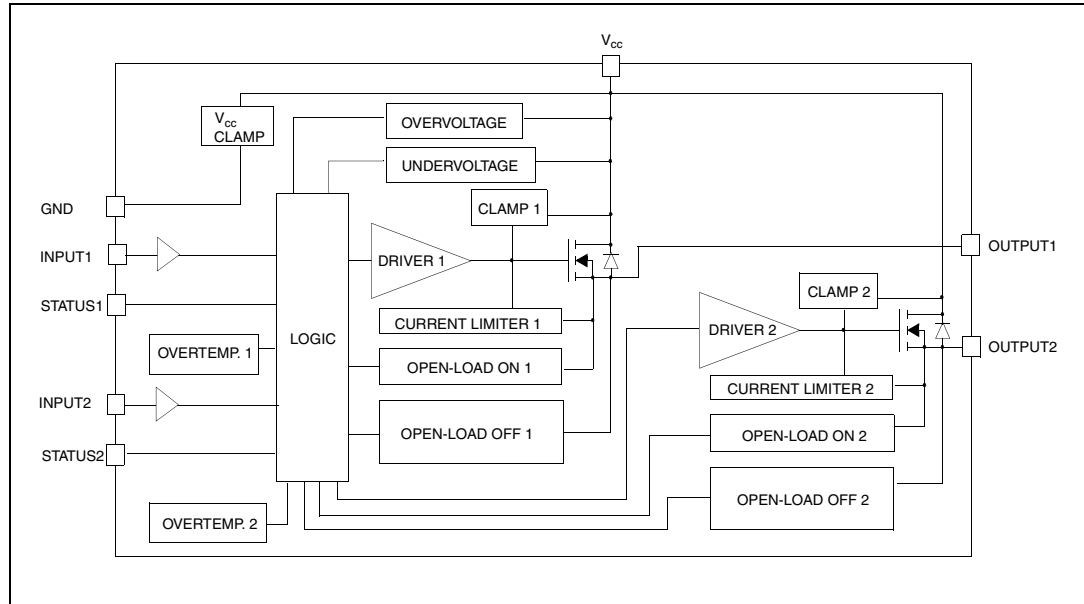 Vcc
Vcc
CLAMP
OVERVOLTAGE
UNDERVOLTAGE
GND
CLAMP 1
INPUT1
DRIVER 1
OUTPUT1
STATUS1
CLAMP 2
CURRENT LIMITER 1
DRIVER 2
LOGIC
OVERTEMP. 1
OUTPUT2
OPEN-LOAD ON 1
CURRENT LIMITER 2
INPUT2
OPEN-LOAD OFF 1
OPEN-LOAD ON 2
STATUS2
OPEN-LOAD OFF 2
OVERTEMP. 2